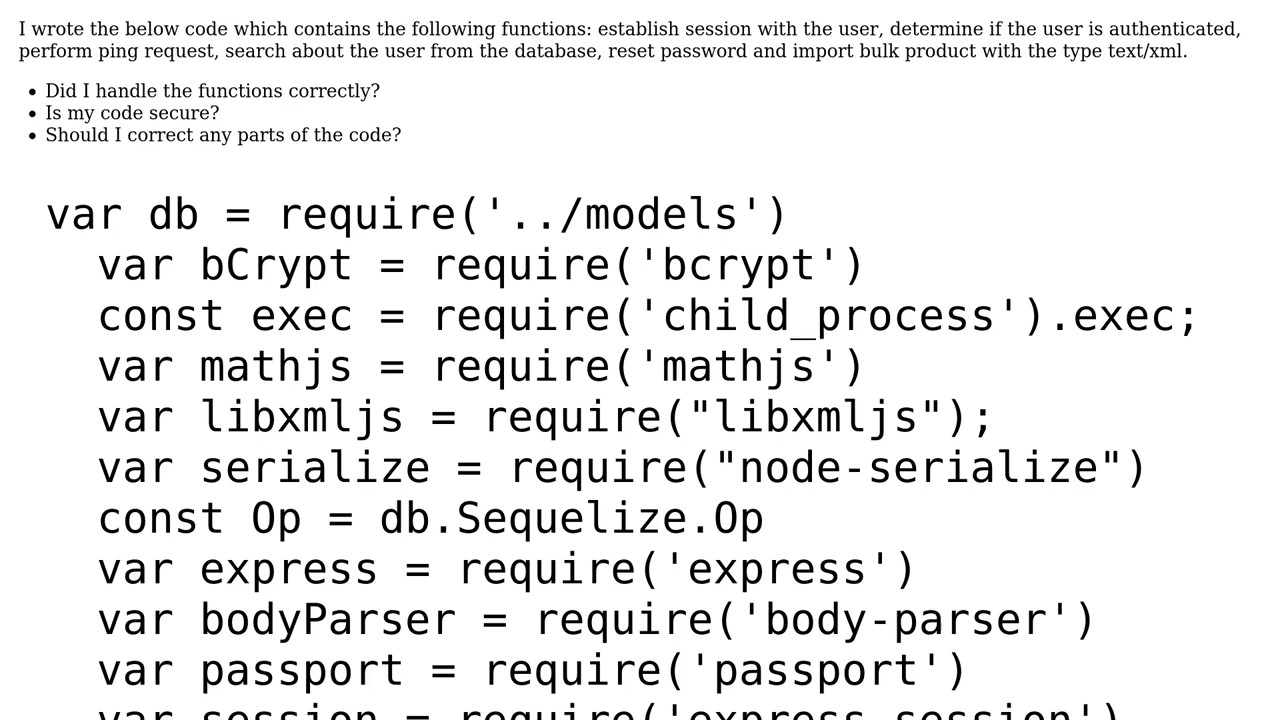 I wrote the below code which contains the following functions: establish session with the user, determine if the user is authenticated,
perform ping request, search about the user from the database, reset password and import bulk product with the type text/xml.
• Did I handle the functions correctly?
• Is my code secure?
• Should I correct any parts of the code?
var db = require('../models')
var bCrypt = require('bcrypt')
const exec = require('child_process').exec;
var mathjs = require('mathjs')
var libxmljs = require("libxmljs");
var serialize = require("node-serialize")
const Op = db.Sequelize.Op
var express = require('express')
var bodyParser = require('body-parser')
var passport = require('passport')
var session = require('express-session')